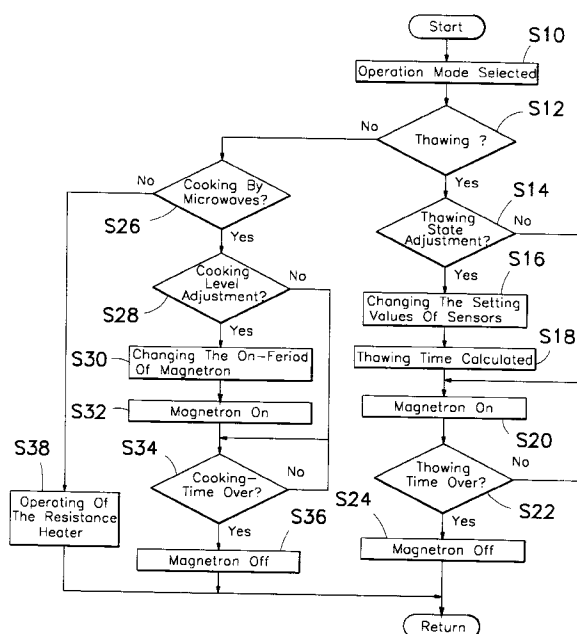 Start
S10
Operation Mode Selected
S12
Thawing ?
No
Yes
S14
Thawing
State
Adjustment?
No
Yes
S16
Changing The Setting
Values Of Sensors
S18
Thawing Time Calculated
Magnetron On
S20
Thowing
Time Over?
No
S22
Yes
S24
Magnetron Off
Cooking By
Microwaves?
No
S26
Yes
Cooking
Level
Adjustment?
No
S28
Yes
S30
Changing The On-Feriod
Of Magnetron
S32
Magnetron On
S34
Cooking-
Time Over?
No
Yes
S36
Magnetron Off
S38
Operating Of
The Resistance
Heater
Return